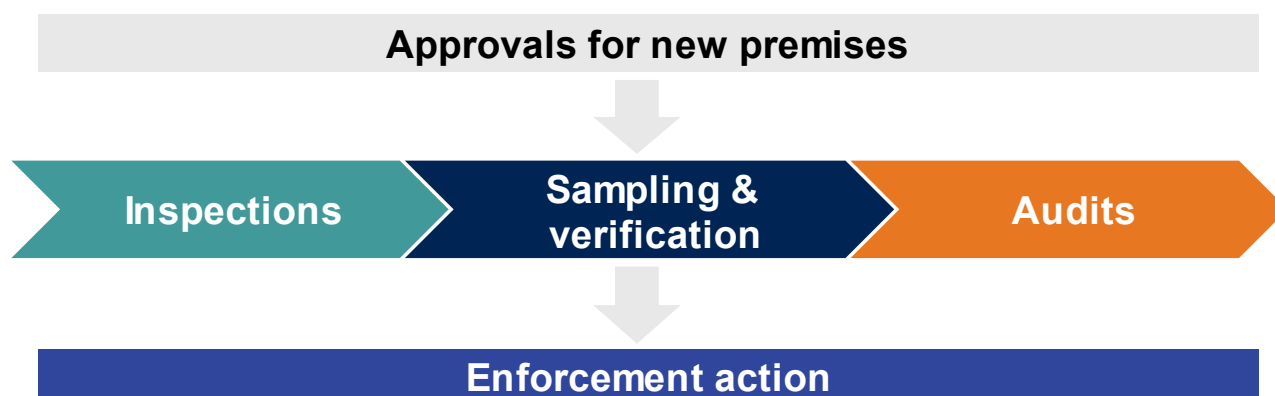 Approvals for new premises
Inspections
Sampling &
verification
Audits
Enforcement action